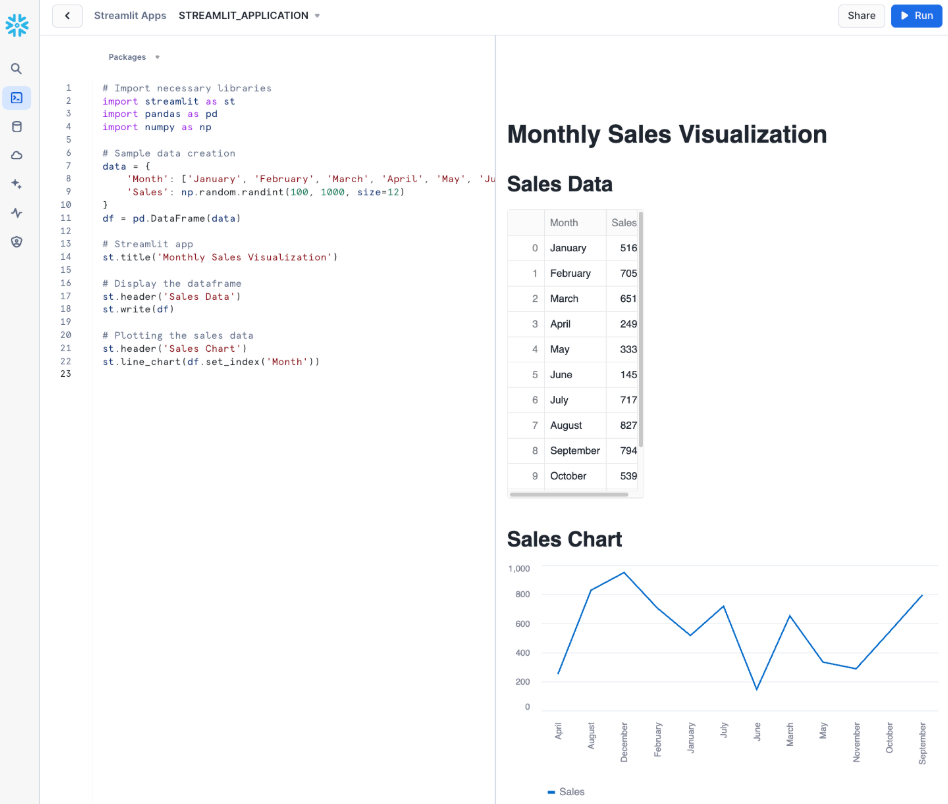 Streamlit Apps STREAMLIT_APPLICATION
Share
Run
Packages
1 # Import necessary libraries
2 import streamlit as st
3 import pandas as pd
4 import numpy as np
5
6 # Sample data creation
7 data = {
8 'Month': ['January', 'February', 'March', 'April', 'May', 'Ju
9 'Sales': np.random.randint(100, 1000, size=12)
10 }
11 df = pd.DataFrame(data)
12
13 # Streamlit app
14 st.title('Monthly Sales Visualization')
15
16 # Display the dataframe
17 st.header('Sales Data')
18 st.write(df)
19
20 # Plotting the sales data
21 st.header('Sales Chart')
22 st.line_chart(df.set_index('Month'))
23
Monthly Sales Visualization
Sales Data
Month Sales
0 January 516
1 February 705
2 March 651
3 April 249
4 May 333
5 June 145
6 July 717
7 August 827
8 September 794
9 October 539
Sales Chart
1,000
800
600
400
200
0
April
August
December
February
January
July
June
March
May
November
October
September
Sales